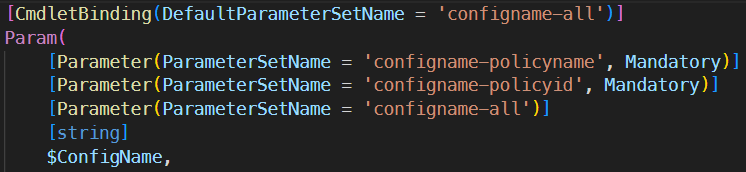 [CmdletBinding(DefaultParameterSetName = 'configname-all')]
Param(
    [Parameter(ParameterSetName = 'configname-policyname', Mandatory)]
    [Parameter(ParameterSetName = 'configname-policyid', Mandatory)]
    [Parameter(ParameterSetName = 'configname-all')]
    [string]
    $ConfigName,